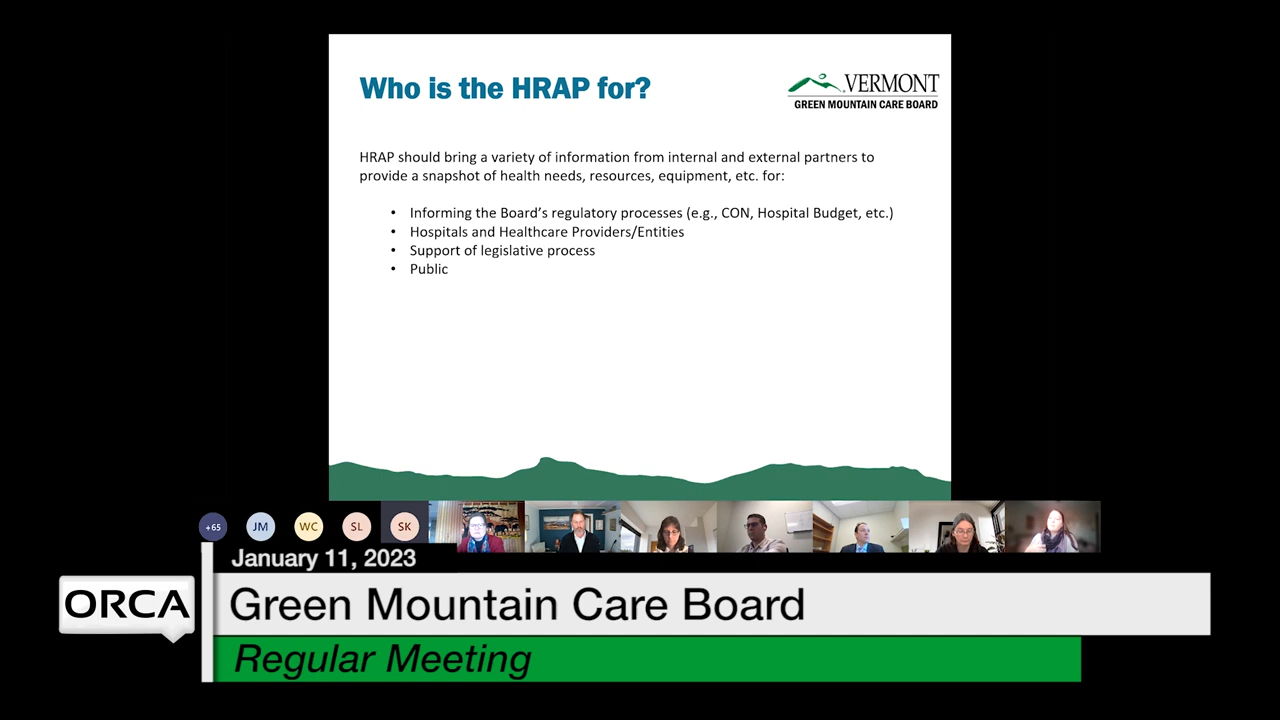 Who is the HRAP for?
VERMONT
GREEN MOUNTAIN CARE BOARD
HRAP should bring a variety of information from internal and external partners to
provide a snapshot of health needs, resources, equipment, etc. for:
• Informing the Board's regulatory processes (e.g., CON, Hospital Budget, etc.)
• Hospitals and Healthcare Providers/Entities
• Support of legislative process
• Public
+65 JM WC SL SK
January 11, 2023
ORCA
Green Mountain Care Board
Regular Meeting